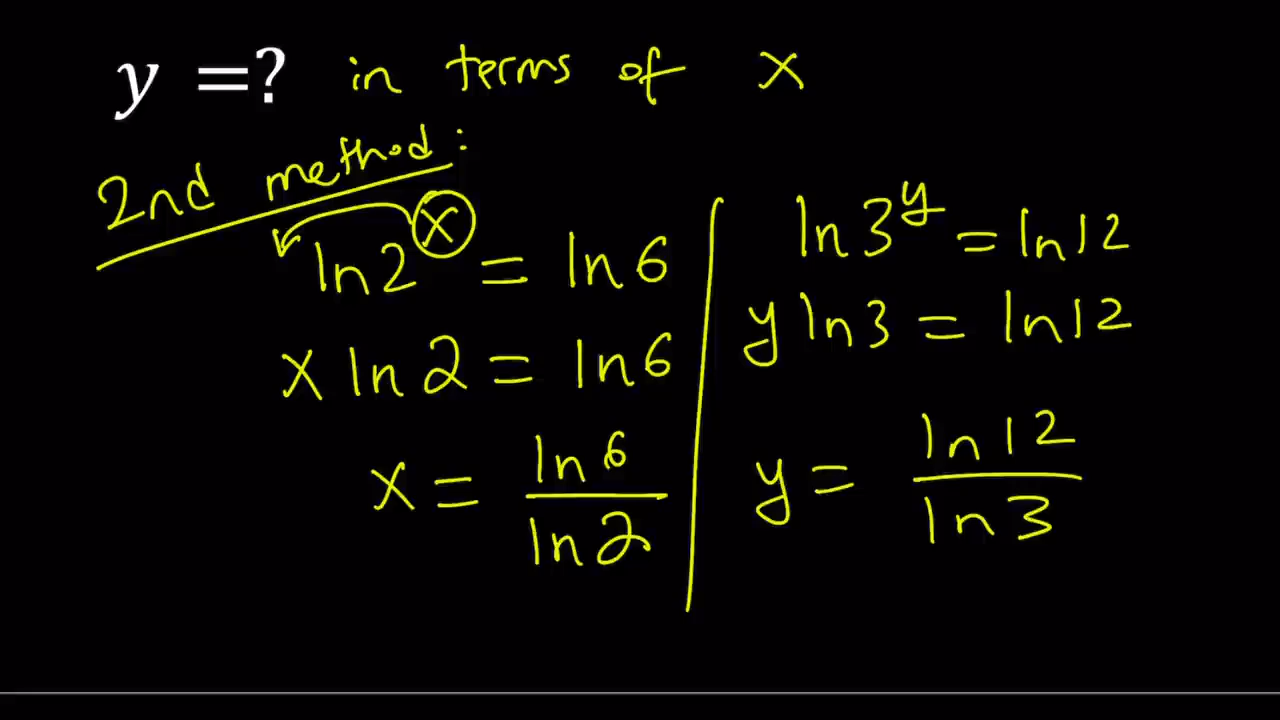 y =? in terms of x
2nd method:
ln2^x = ln6
x ln2 = ln6
x = ln6/ln2
ln3^y = ln12
y ln3 = ln12
y = ln12/ln3